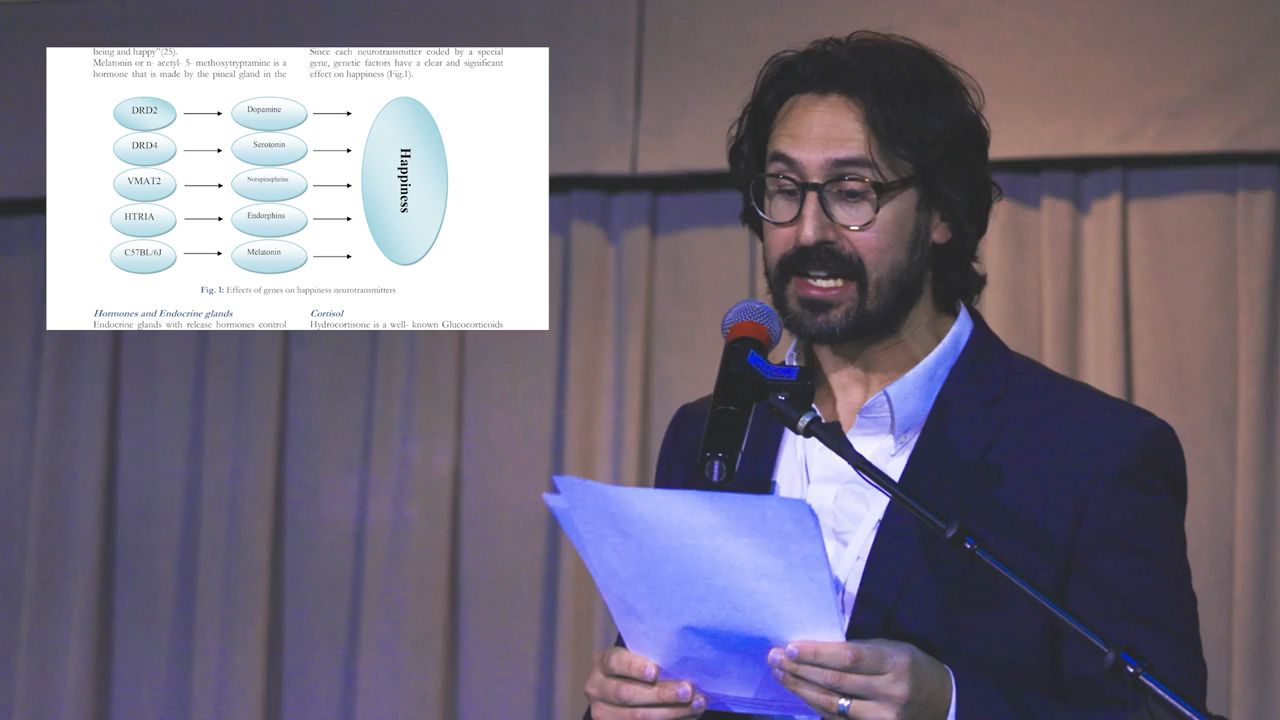 being and happy”(25).
Melatonin or n- acetyl- 5- methoxytryptamine is a
hormone that is made by the pineal gland in the
Since each neurotransmitter coded by a special
gene, genetic factors have a clear and significant
effect on happiness (Fig.1).
DRD2
Dopamine
DRD4
Serotonin
VMAT2
Norepinepheine
HTRIA
Endorphins
C57BL/6J
Melatonin
Happiness
Fig. 1: Effects of genes on happiness neurotransmitters
Hormones and Endocrine glands
Endocrine glands with release hormones control
Cortisol
Hydrocortisone is a well- known Glucocorticoids